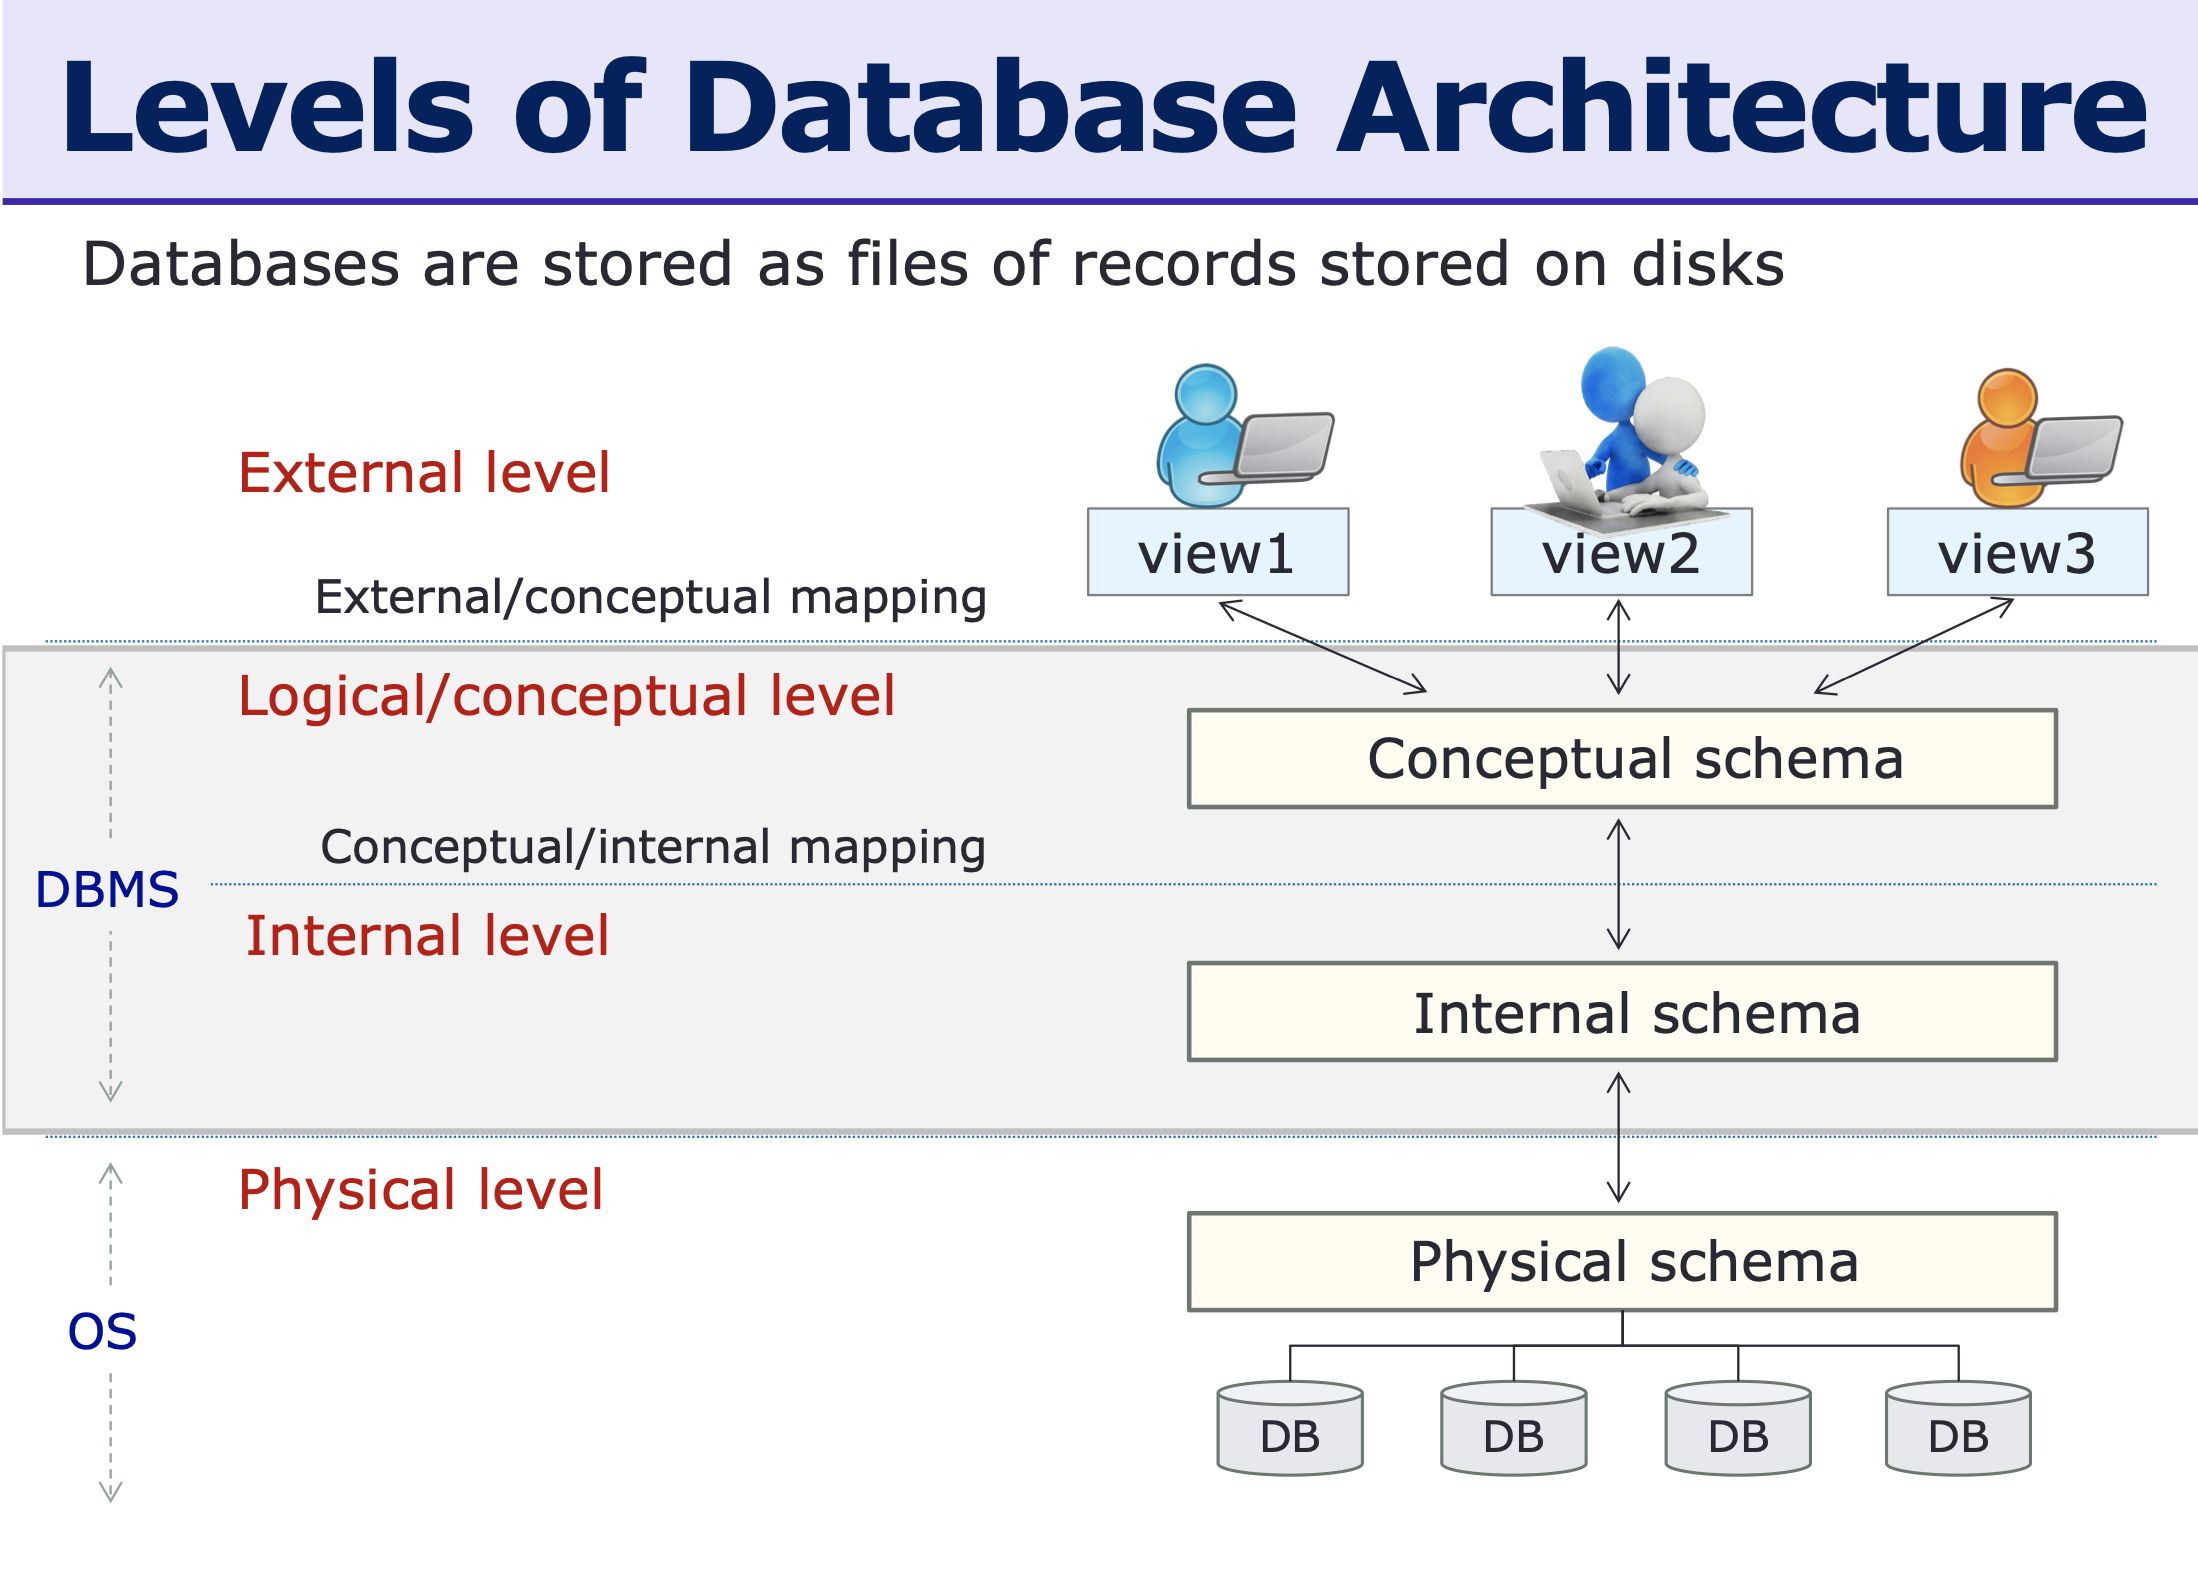 Levels of Database Architecture
Databases are stored as files of records stored on disks
External level
view1
view2
view3
External/conceptual mapping
Logical/conceptual level
Conceptual schema
Conceptual/internal mapping
DBMS
Internal level
Internal schema
Physical level
Physical schema
OS
DB
DB
DB
DB